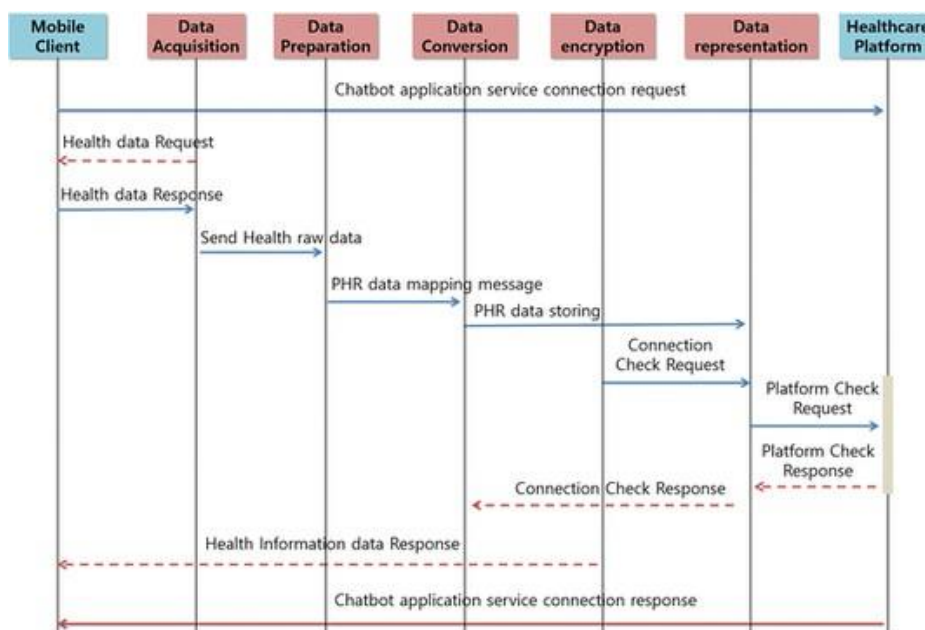 Mobile
Client
Data
Acquisition
Data
Preparation
Data
Conversion
Data
encryption
Data
representation
Healthcare
Platform
Chatbot application service connection request
Health data Request
Health data Response
Send Health raw data
PHR data mapping message
PHR data storing
Connection
Check Request
Platform Check
Request
Platform Check
Response
Connection Check Response
Health Information data Response
Chatbot application service connection response